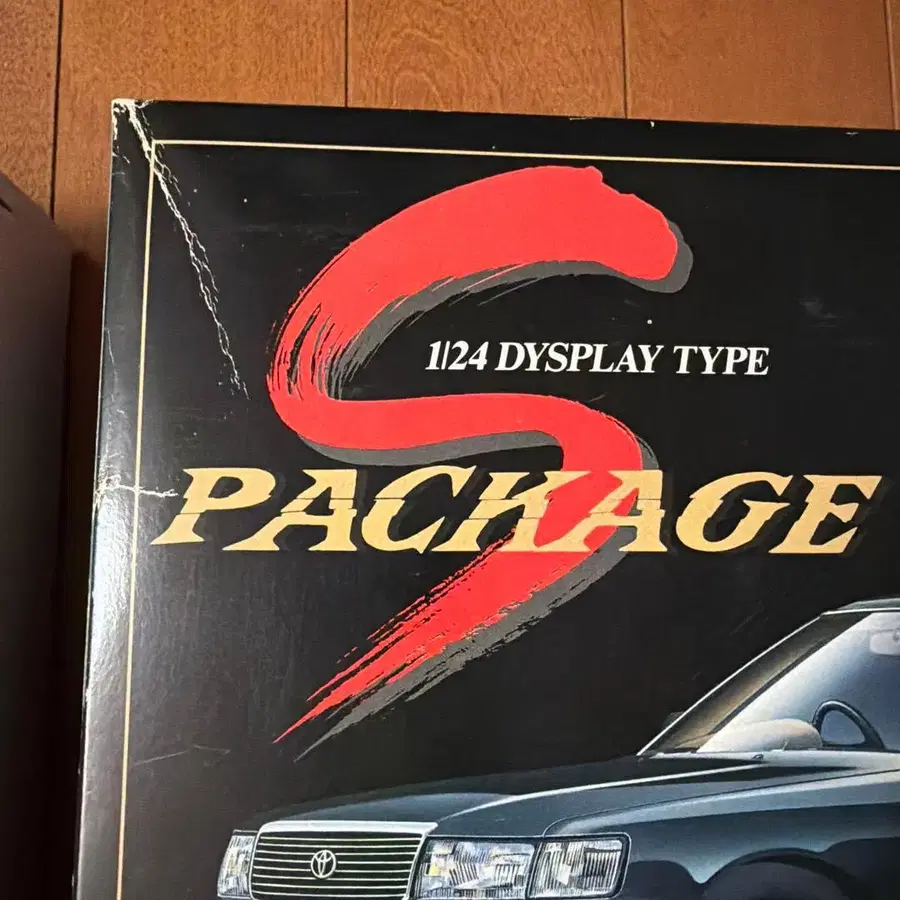 S
1/24 DYSPLAY TYPE
PACKAGE